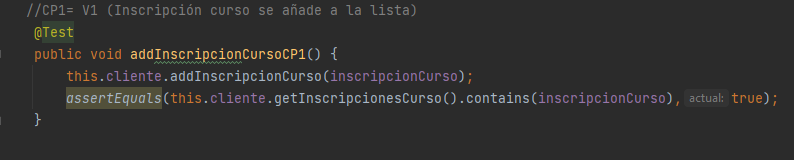 //CP1= V1 (Inscripción curso se añade a la lista)
@Test
public void addInscripcionCursoCP1() {
this.cliente.addInscripcionCurso(inscripcionCurso);
assertEquals(this.cliente.getInscripcionesCurso().contains(inscripcionCurso), actual: true);
}